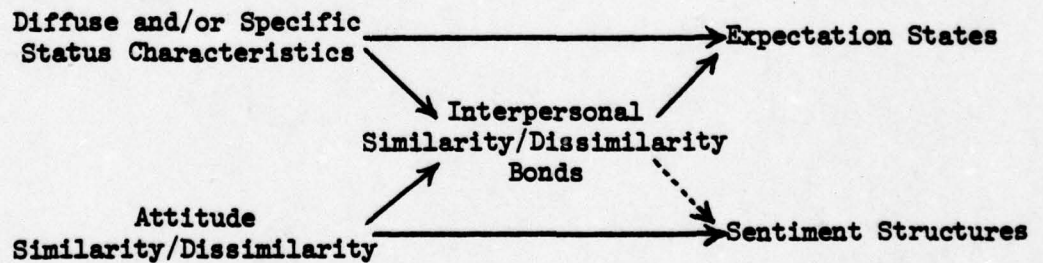 Diffuse and/or Specific
Status Characteristics
Expectation States
Interpersonal
Similarity/Dissimilarity
Bonds
Attitude
Similarity/Dissimilarity
Sentiment Structures